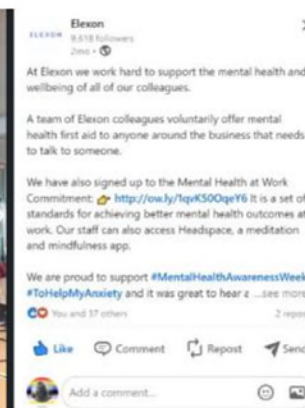 Elexon
ELEXON
9,618 followers
2mo •
At Elexon we work hard to support the mental health and
wellbeing of all of our colleagues.
A team of Elexon colleagues voluntarily offer mental
health first aid to anyone around the business that needs
to talk to someone.
We have also signed up to the Mental Health at Work
Commitment: 👉 http://ow.ly/1qvK50OqeY6 It is a set of
standards for achieving better mental health outcomes at
work. Our staff can also access Headspace, a meditation
and mindfulness app.
We are proud to support #MentalHealthAwarenessWeek
#ToHelpMyAnxiety and it was great to hear a ...see more
You and 17 others
2 repos
Like Comment Repost Send
Add a comment...